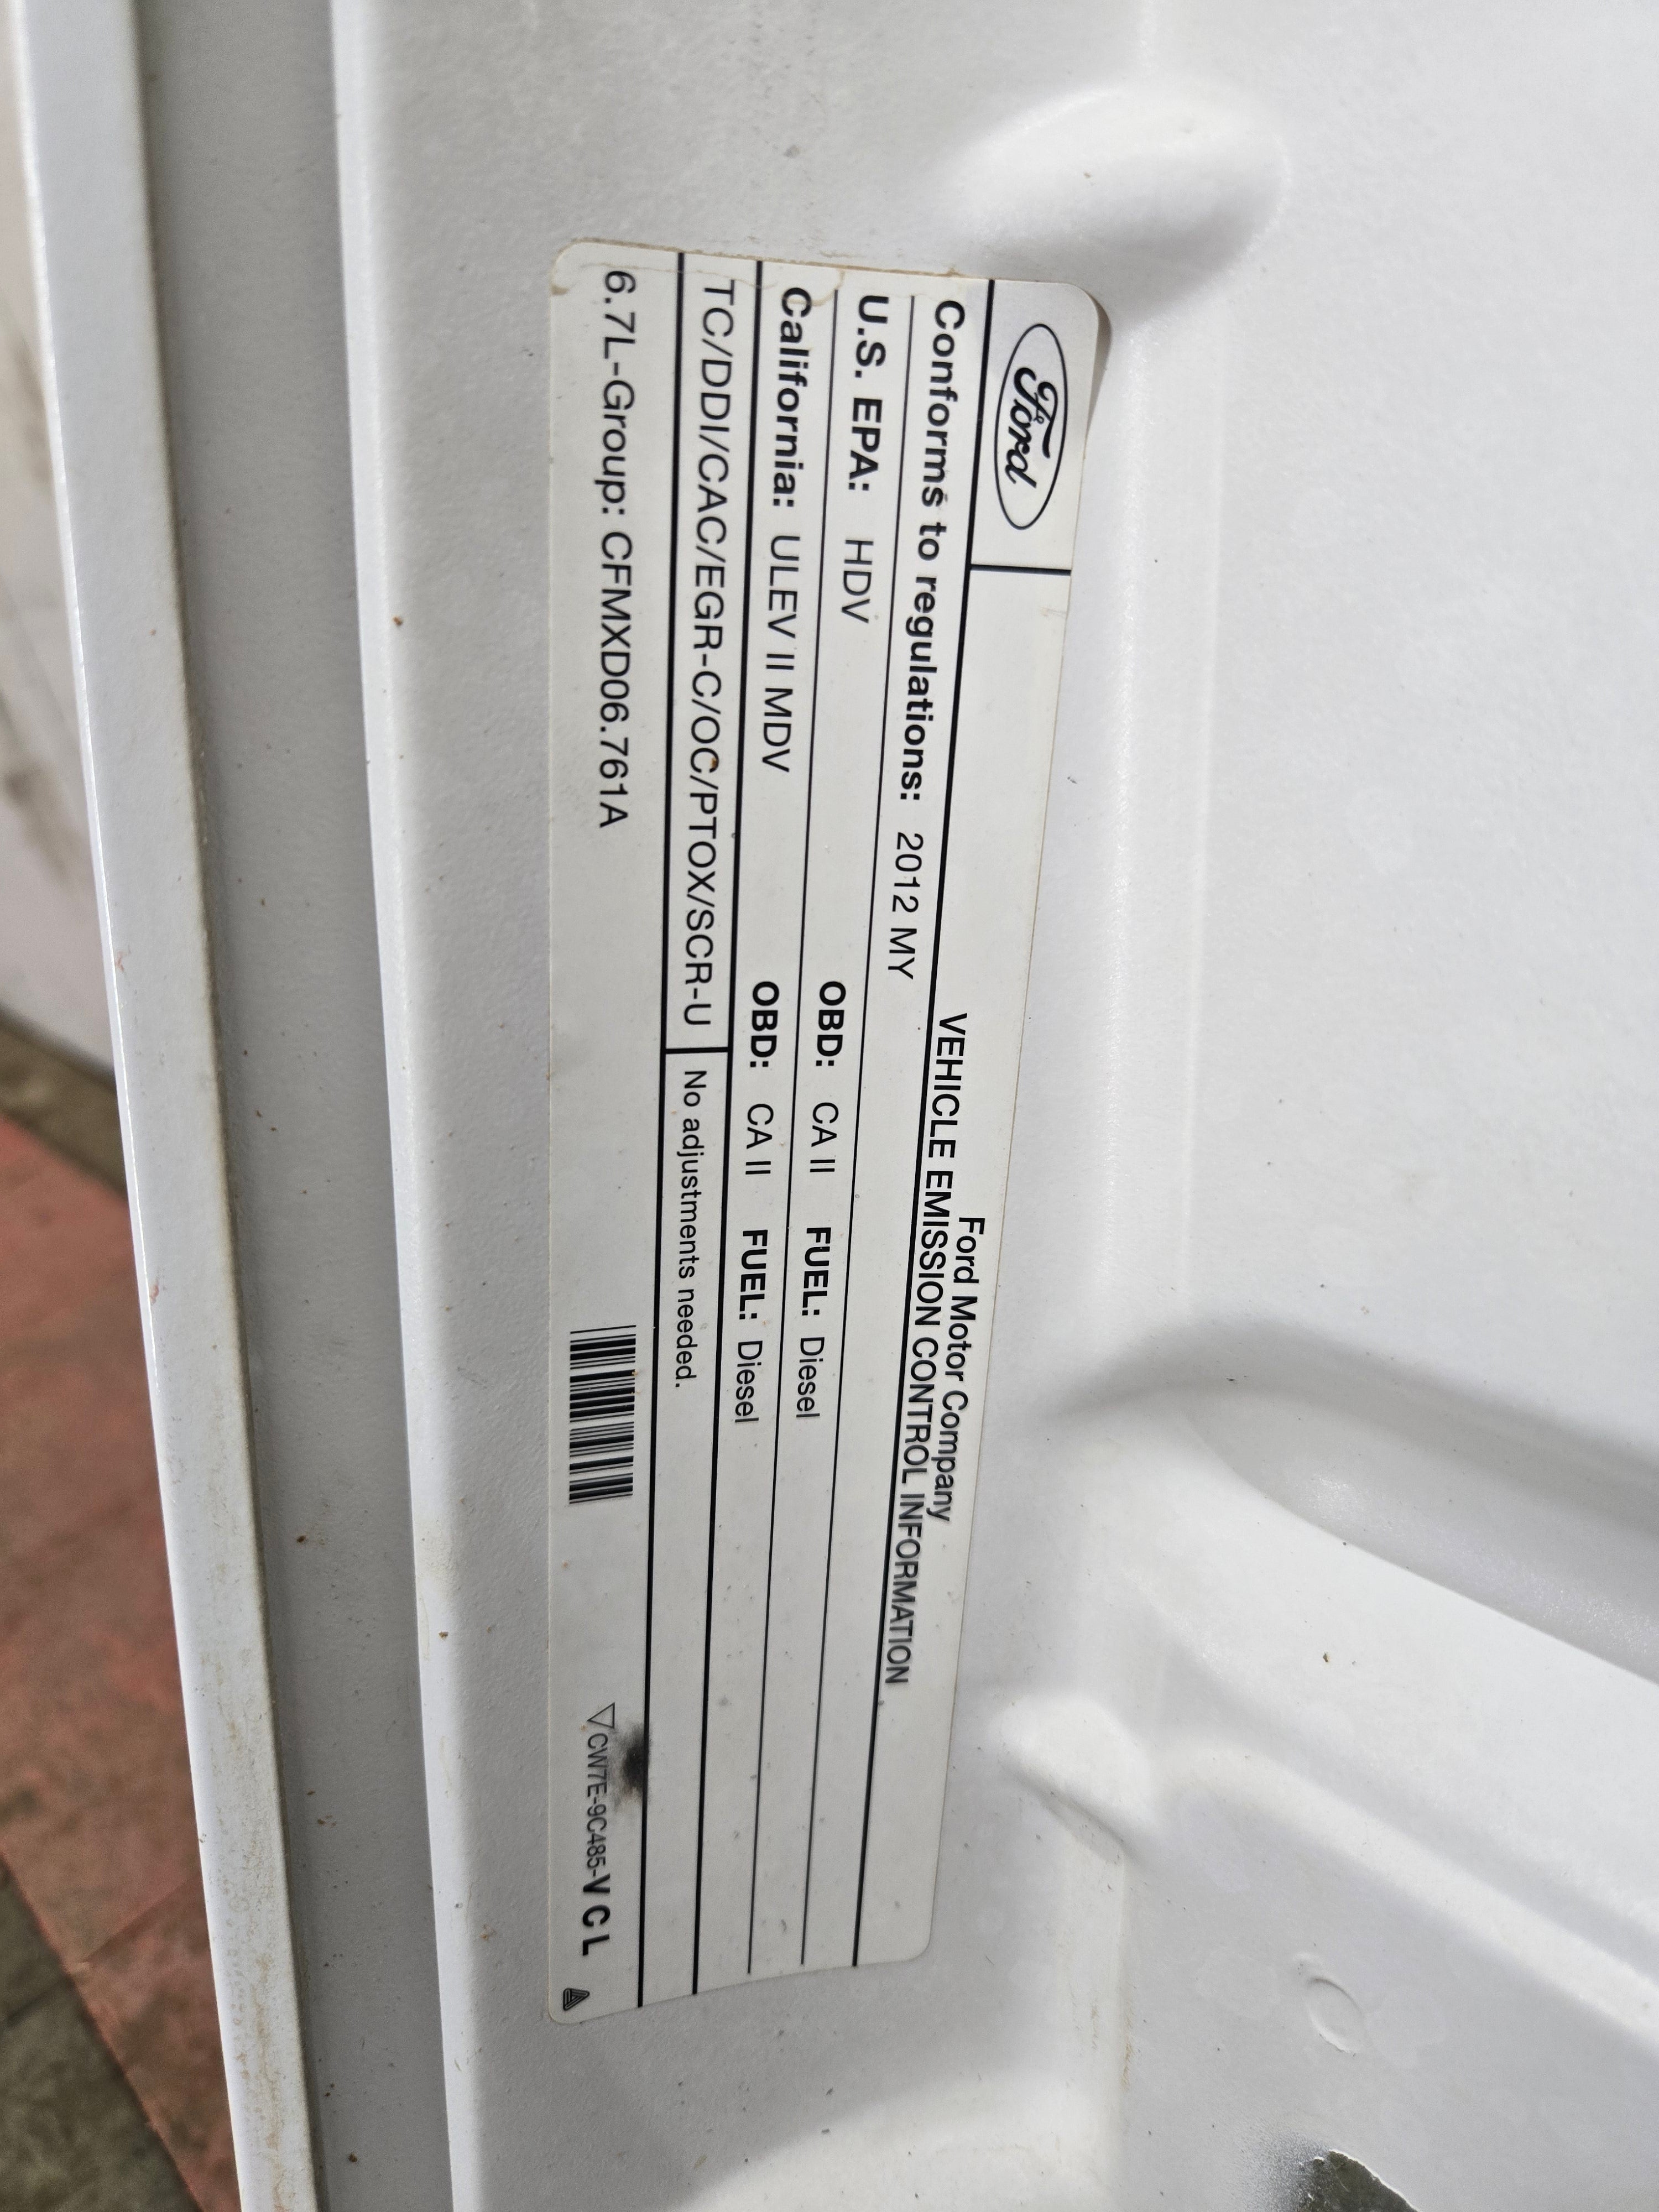 Ford
Ford Motor Company
VEHICLE EMISSION CONTROL INFORMATION
Conforms to regulations: 2012 MY
U.S. EPA: HDV OBD: CA II FUEL: Diesel
California: ULEV II MDV OBD: CA II FUEL: Diesel
TC/DDI/CAC/EGR-C/OC/PTOX/SCR-U No adjustments needed.
6.7L-Group: CFMXD06.761A
CW7E-9C485-VCL